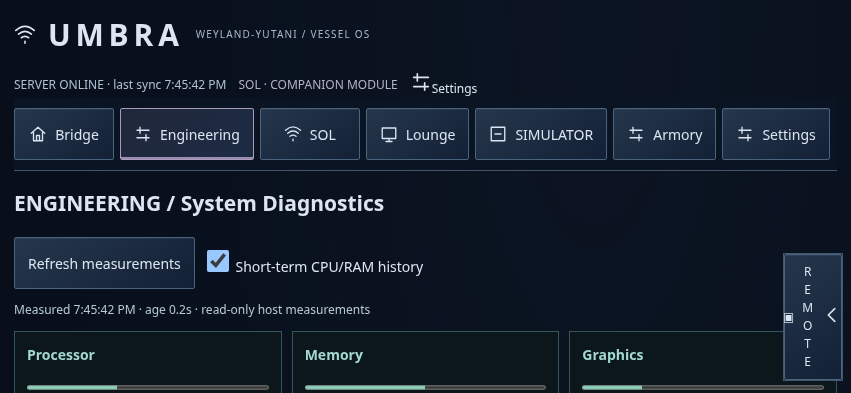 UMBRA WEYLAND-YUTANI / VESSEL OS
SERVER ONLINE · last sync 7:45:42 PM SOL · COMPANION MODULE Settings
Bridge Engineering SOL Lounge SIMULATOR Armory Settings
ENGINEERING / System Diagnostics
Refresh measurements Short-term CPU/RAM history
Measured 7:45:42 PM · age 0.2s · read-only host measurements
REMOTE
Processor Memory Graphics